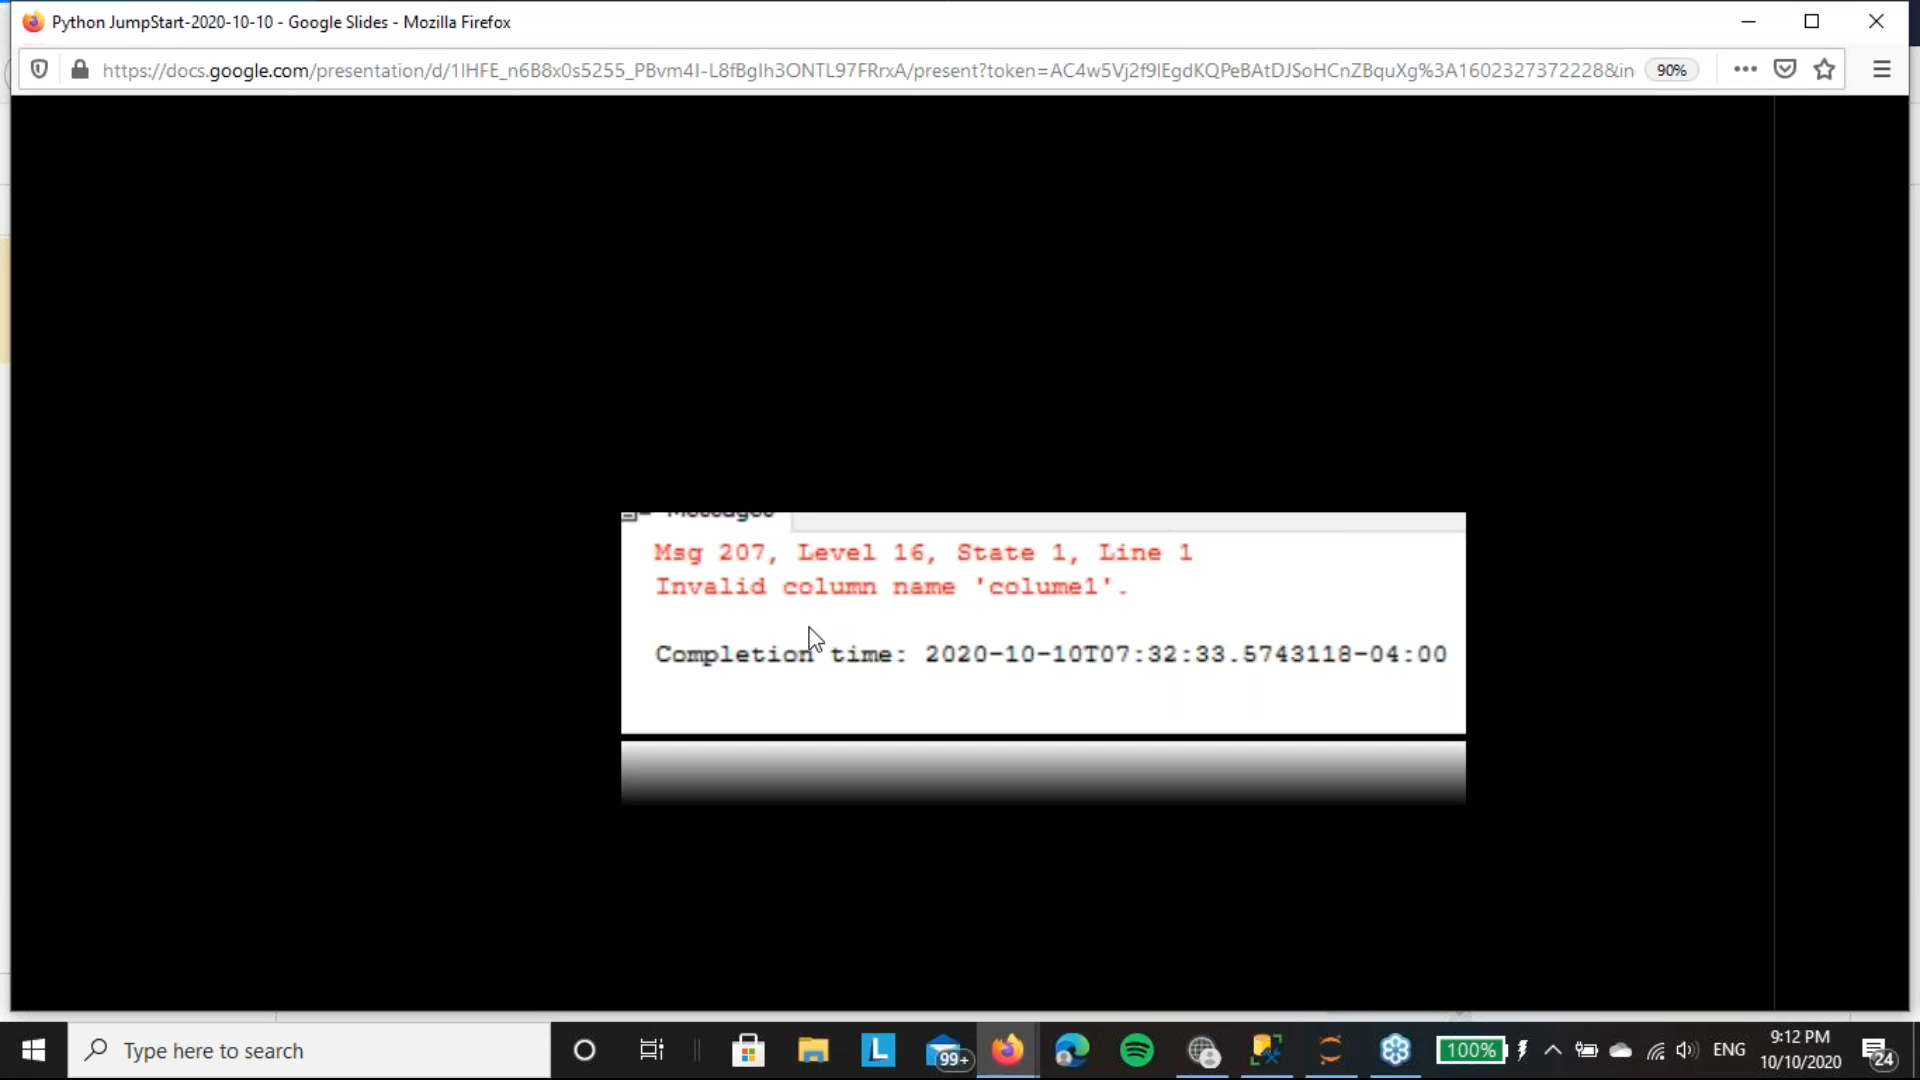 Python JumpStart-2020-10-10 - Google Slides - Mozilla Firefox
https://docs.google.com/presentation/d/1lHFE_n6B8x0s5255_PBvm4I-L8fBgIh3ONTL97FRrxA/present?token=AC4w5Vj2f9lEgdKQPeBAtDJSoHCnZBquXg%3A1602327372228&in
90%
Messages
Msg 207, Level 16, State 1, Line 1
Invalid column name 'colume1'.
Completion time: 2020-10-10T07:32:33.5743118-04:00
Type here to search
L
99+
100%
ENG
9:12 PM
10/10/2020
24